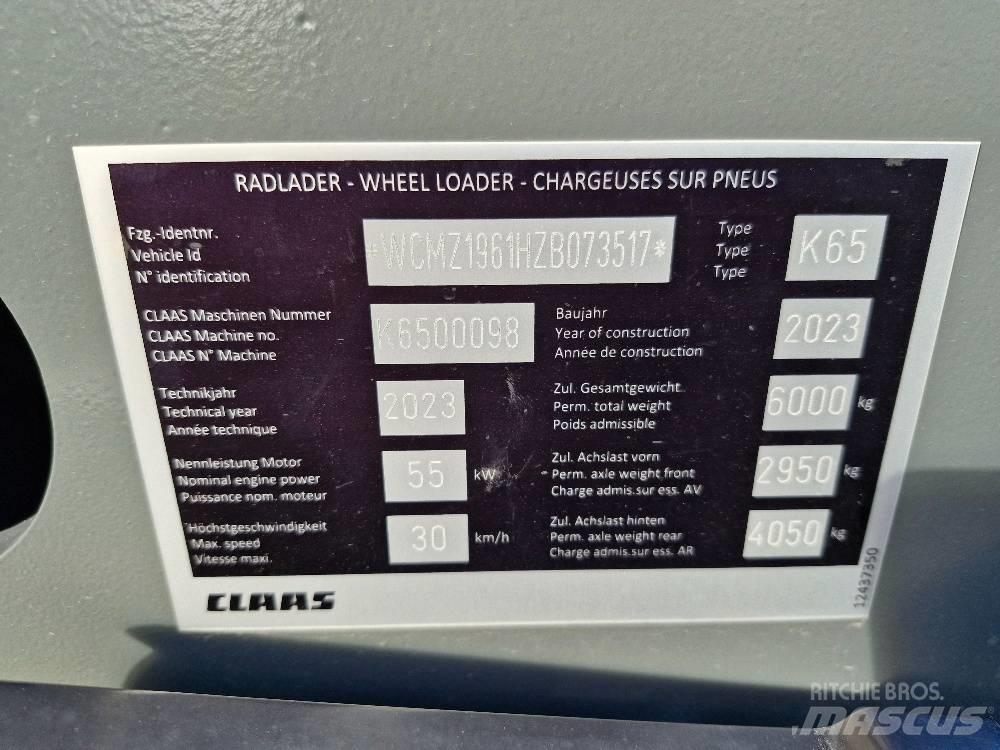 RADLADER - WHEEL LOADER - CHARGEUSES SUR PNEUS
Fzg.-Identnr.
Vehicle Id
N° identification
*WCMZ1961HZB073517*
Type
Type
Type
K65
CLAAS Maschinen Nummer
CLAAS Machine no.
CLAAS N° Machine
K6500098
Baujahr
Year of construction
Année de construction
2023
Technikjahr
Technical year
Année technique
2023
Zul. Gesamtgewicht
Perm. total weight
Poids admissible
6000 kg
Nennleistung Motor
Nominal engine power
Puissance nom. moteur
55 kW
Zul. Achslast vorn
Perm. axle weight front
Charge admis.sur ess. AV
2950 kg
Höchstgeschwindigkeit
Max. speed
Vitesse maxi.
30 km/h
Zul. Achslast hinten
Perm. axle weight rear
Charge admis.sur ess. AR
4050 kg
CLAAS
12437350
RITCHIE BROS.
MASCUS